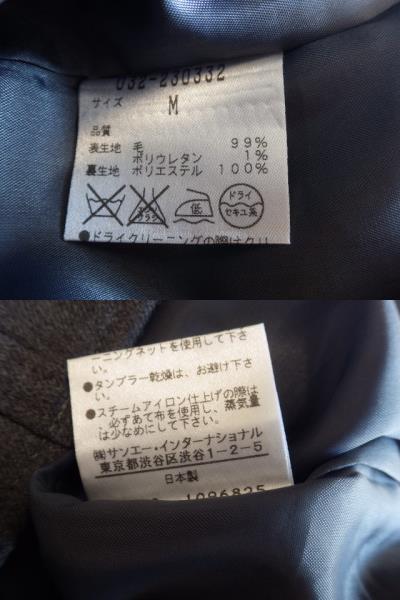 032-230332
サイズ
M
品質
表生地 毛 99%
ポリウレタン 1%
裏生地 ポリエステル 100%
エンソ
サラシ
低
ドライ
セキユ系
●ドライクリーニングの際はクリ
ーニングネットを使用して下さ
い。
●タンブラー乾燥は、お避け下さ
い。
●スチームアイロン仕上げの際は
、必ずあて布を使用し、蒸気量
は少なめにして下さい。
㈱サンエー・インターナショナル
東京都渋谷区渋谷1-2-5
日本製
1096825